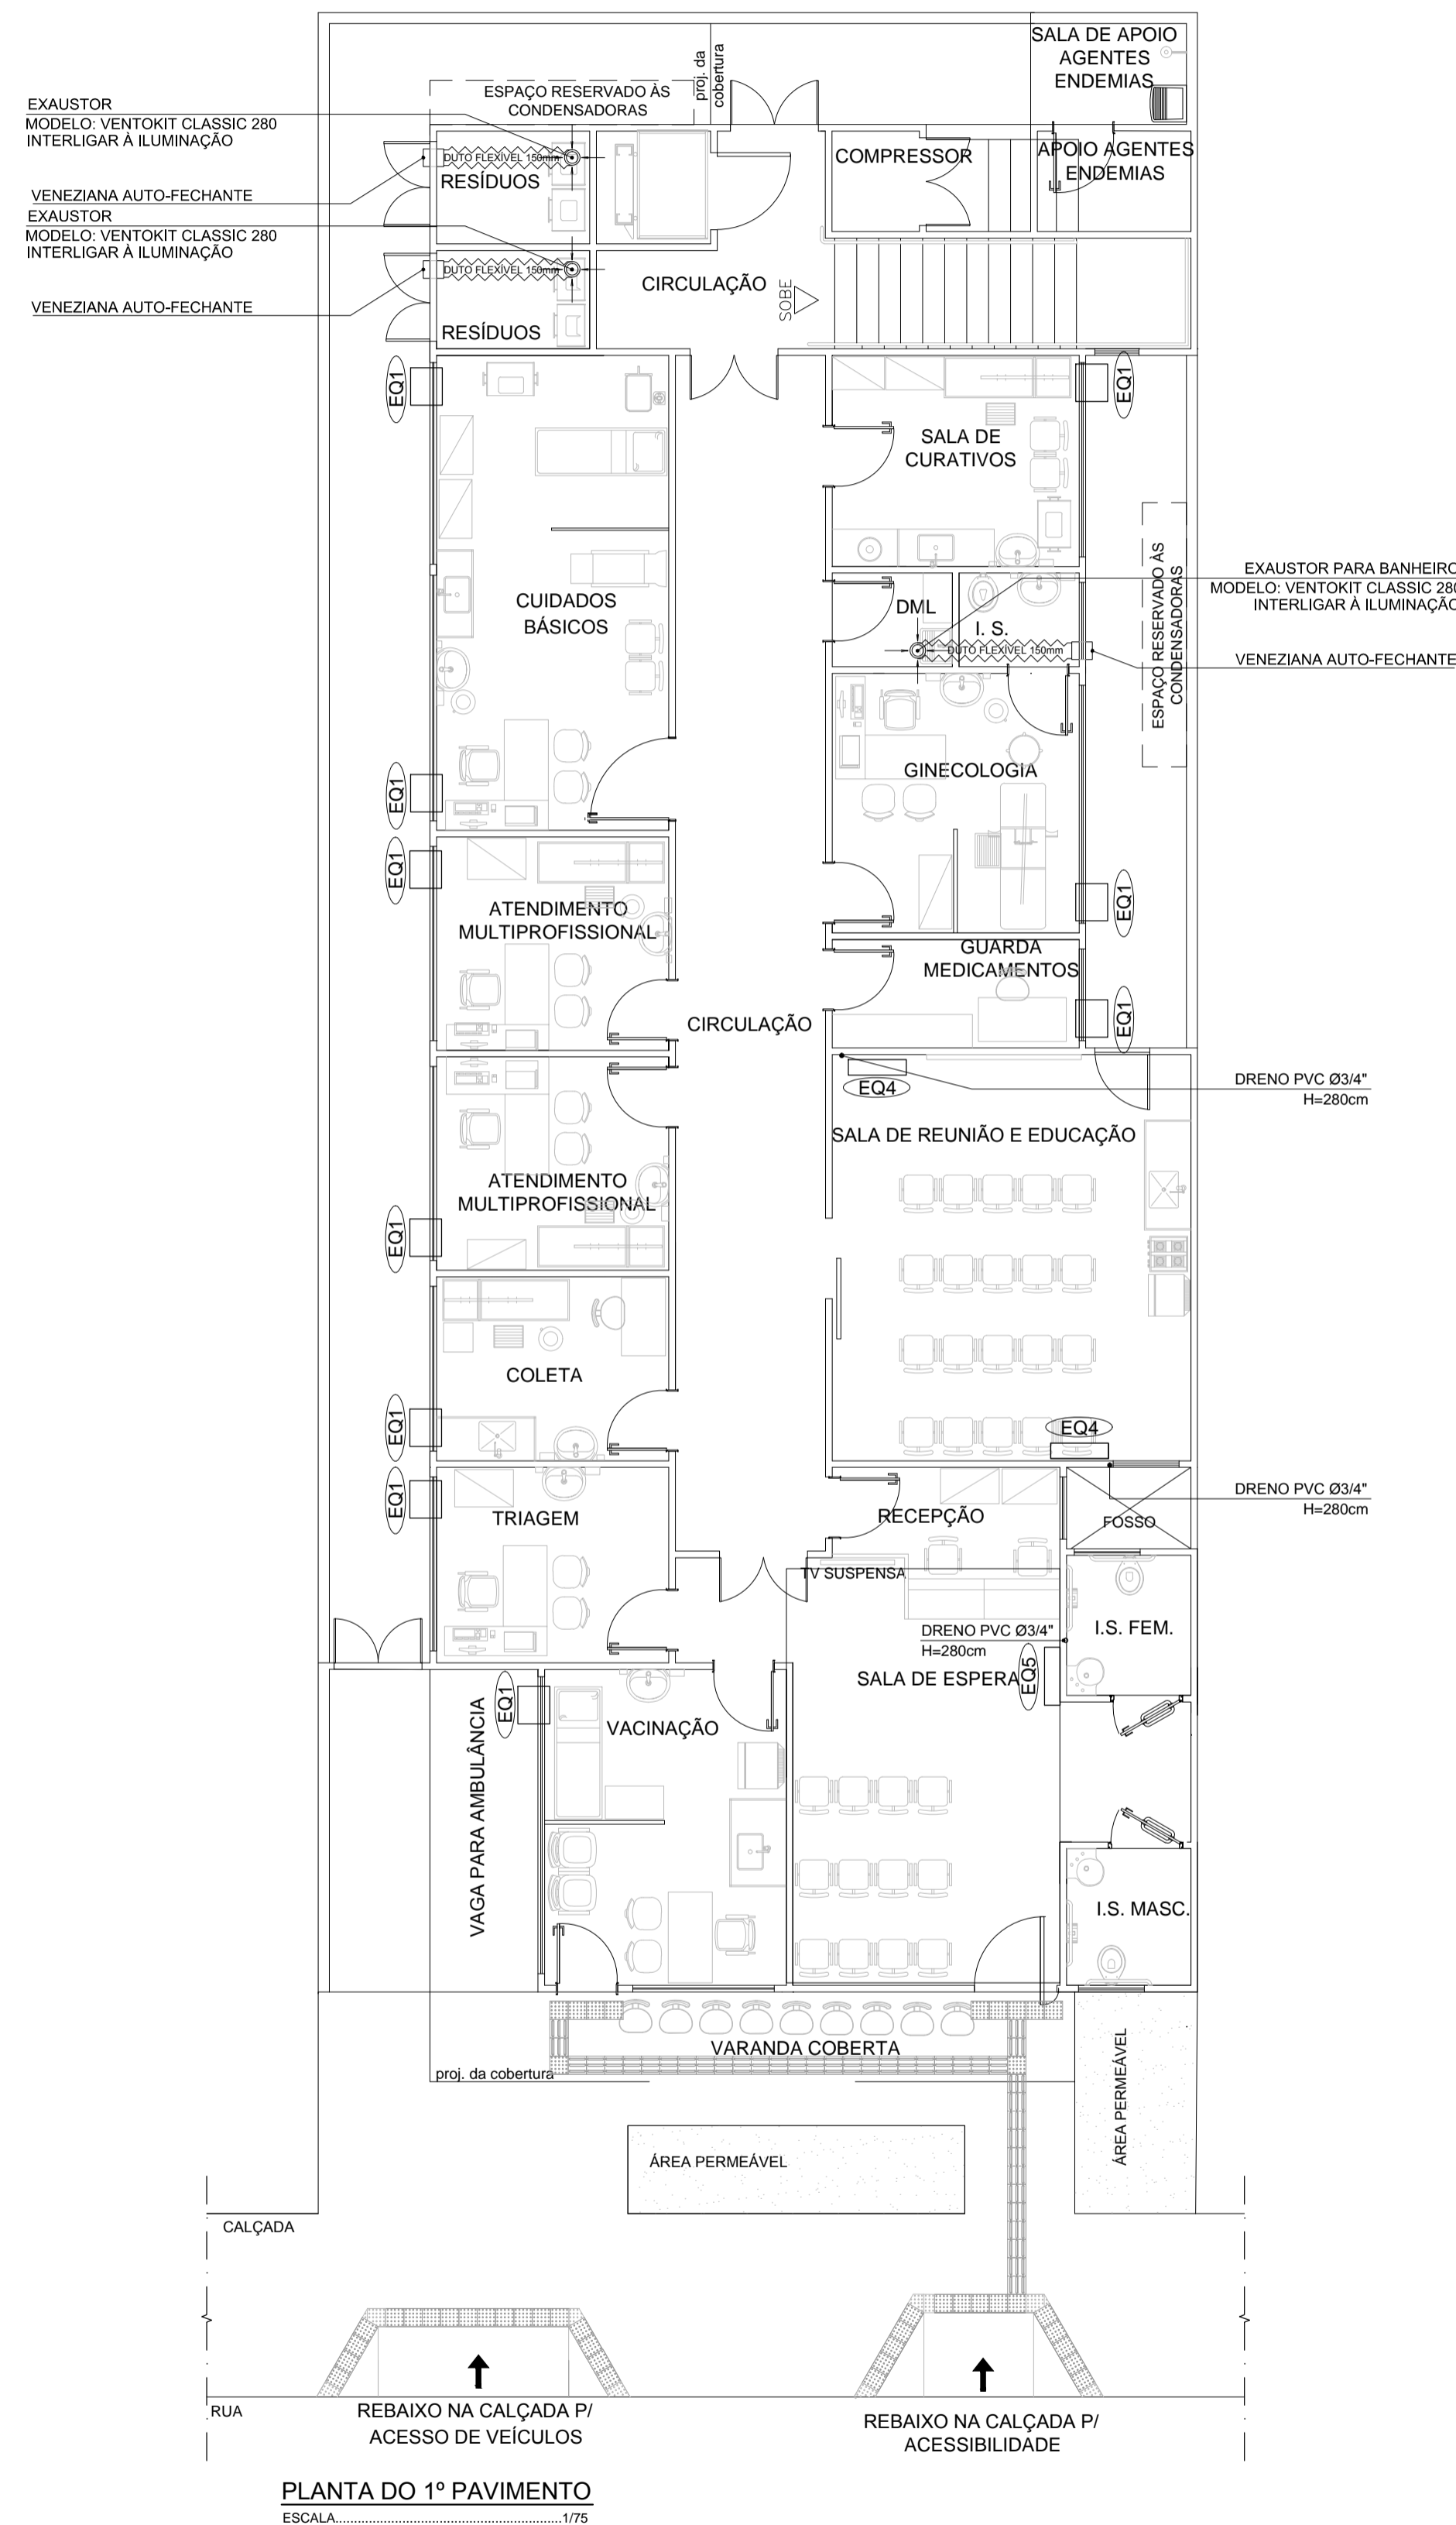 SALA DE APOIO
AGENTES
ENDEMIAS
proj. da
cobertura
ESPAÇO RESERVADO ÀS
CONDENSADORAS
EXAUSTOR
MODELO: VENTOKIT CLASSIC 280
INTERLIGAR À ILUMINAÇÃO
DUTO FLEXÍVEL 150mm
RESÍDUOS
COMPRESSOR
APOIO AGENTES
ENDEMIAS
VENEZIANA AUTO-FECHANTE
EXAUSTOR
MODELO: VENTOKIT CLASSIC 280
INTERLIGAR À ILUMINAÇÃO
DUTO FLEXÍVEL 150mm
CIRCULAÇÃO
SOBE
VENEZIANA AUTO-FECHANTE
RESÍDUOS
EQ1
EQ1
SALA DE
CURATIVOS
ESPAÇO RESERVADO ÀS
CONDENSADORAS
EXAUSTOR PARA BANHEIRO
MODELO: VENTOKIT CLASSIC 280
INTERLIGAR À ILUMINAÇÃO
CUIDADOS
BÁSICOS
DML
I. S.
DUTO FLEXÍVEL 150mm
VENEZIANA AUTO-FECHANTE
EQ1
GINECOLOGIA
EQ1
EQ1
ATENDIMENTO
MULTIPROFISSIONAL
GUARDA
MEDICAMENTOS
EQ1
CIRCULAÇÃO
EQ4
DRENO PVC Ø3/4"
H=280cm
SALA DE REUNIÃO E EDUCAÇÃO
ATENDIMENTO
MULTIPROFISSIONAL
EQ1
COLETA
EQ1
EQ4
EQ1
DRENO PVC Ø3/4"
H=280cm
TRIAGEM
RECEPÇÃO
FOSSO
TV SUSPENSA
DRENO PVC Ø3/4"
H=280cm
I.S. FEM.
SALA DE ESPERA
EQ5
EQ1
VACINAÇÃO
VAGA PARA AMBULÂNCIA
I.S. MASC.
VARANDA COBERTA
proj. da cobertura
ÁREA PERMEÁVEL
ÁREA PERMEÁVEL
CALÇADA
RUA
REBAIXO NA CALÇADA P/
ACESSO DE VEÍCULOS
REBAIXO NA CALÇADA P/
ACESSIBILIDADE
PLANTA DO 1º PAVIMENTO
ESCALA............................................................1/75